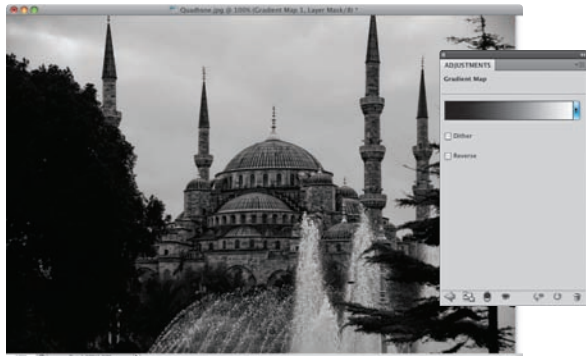 Quadtone.jpg @ 100% (Gradient Map 1, Layer Mask/8) *
ADJUSTMENTS
Gradient Map
Dither
Reverse